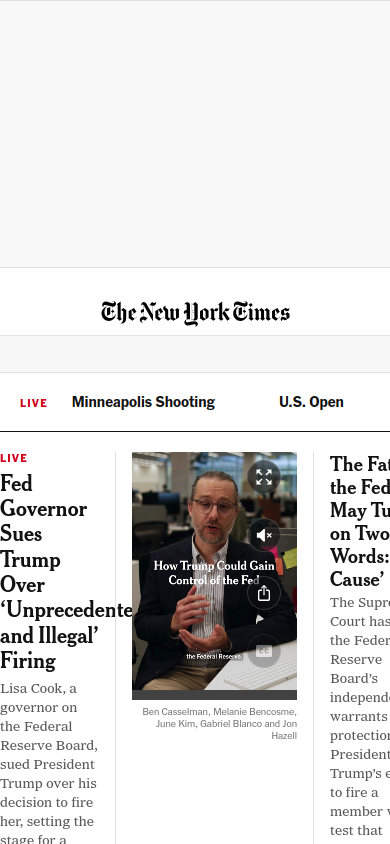 The New York Times
LIVE
Minneapolis Shooting
U.S. Open
LIVE
Fed
Governor
Sues
Trump
Over
‘Unprecedente
and Illegal’
Firing
Lisa Cook, a
governor on
the Federal
Reserve Board,
sued President
Trump over his
decision to fire
her, setting the
stage for a
How Trump Could Gain
Control of the Fed
the Federal Reserve.
CC
Ben Casselman, Melanie Bencosme,
June Kim, Gabriel Blanco and Jon
Hazell
The Fat
the Fed
May Tu
on Two
Words:
Cause’
The Supre
Court has
the Feder
Reserve
Board’s
independe
warrants
protection
President
Trump’s e
to fire a
member w
test that